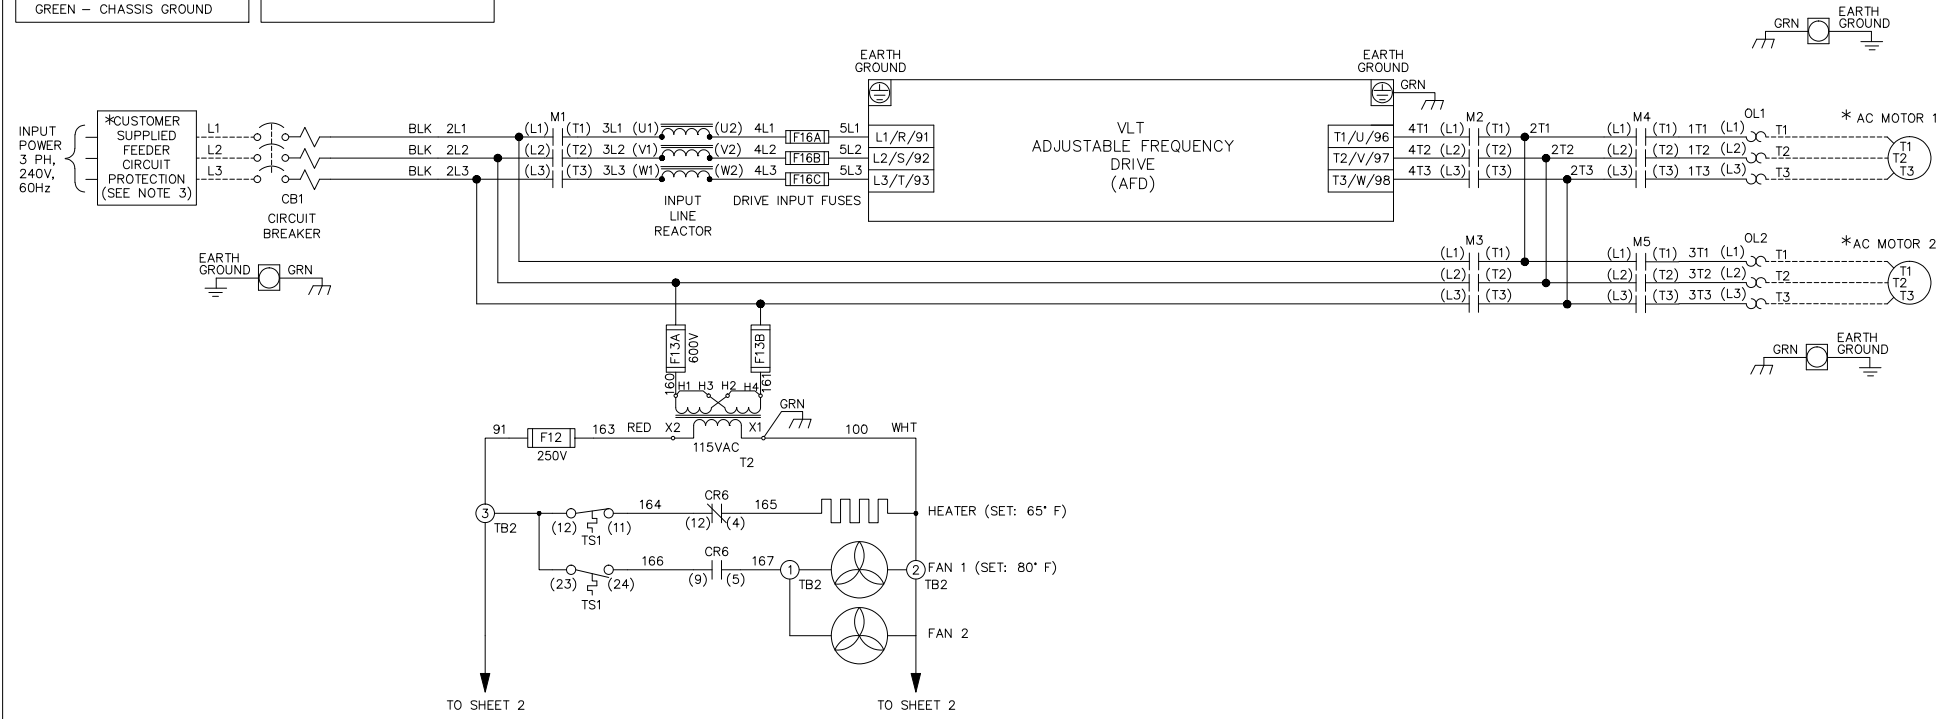 GREEN – CHASSIS GROUND
GRN
EARTH
GROUND
EARTH
GROUND
EARTH
GROUND
GRN
INPUT
POWER
3 PH,
240V,
60Hz
*CUSTOMER
SUPPLIED
FEEDER
CIRCUIT
PROTECTION
(SEE NOTE 3)
L1
L2
L3
CB1
CIRCUIT
BREAKER
BLK 2L1
BLK 2L2
BLK 2L3
M1
(L1) (T1) 3L1 (U1) (U2) 4L1 F16A 5L1 L1/R/91
(L2) (T2) 3L2 (V1) (V2) 4L2 F16B 5L2 L2/S/92
(L3) (T3) 3L3 (W1) (W2) 4L3 F16C 5L3 L3/T/93
INPUT
LINE
REACTOR
DRIVE INPUT FUSES
VLT
ADJUSTABLE FREQUENCY
DRIVE
(AFD)
M2
M4
OL1
* AC MOTOR 1
T1/U/96 4T1 (L1) (T1) 2T1 (L1) (T1) 1T1 (L1) T1
T2/V/97 4T2 (L2) (T2) 2T2 (L2) (T2) 1T2 (L2) T2
T3/W/98 4T3 (L3) (T3) 2T3 (L3) (T3) 1T3 (L3) T3
T1
T2
T3
M3
M5
OL2
*AC MOTOR 2
(L1) (T1) (L1) (T1) 3T1 (L1) T1
(L2) (T2) (L2) (T2) 3T2 (L2) T2
(L3) (T3) (L3) (T3) 3T3 (L3) T3
T1
T2
T3
EARTH
GROUND
GRN
GRN
EARTH
GROUND
F13A
600V
F13B
160
161
H1 H3 H2 H4
GRN
91 F12 163 RED X2 X1 100 WHT
250V
115VAC
T2
3
TB2
(12) (11)
TS1
164
CR6
(12) (4)
165
HEATER (SET: 65° F)
(23) (24)
TS1
166
CR6
(9) (5)
167
1
TB2
2
TB2
FAN 1 (SET: 80° F)
FAN 2
TO SHEET 2
TO SHEET 2